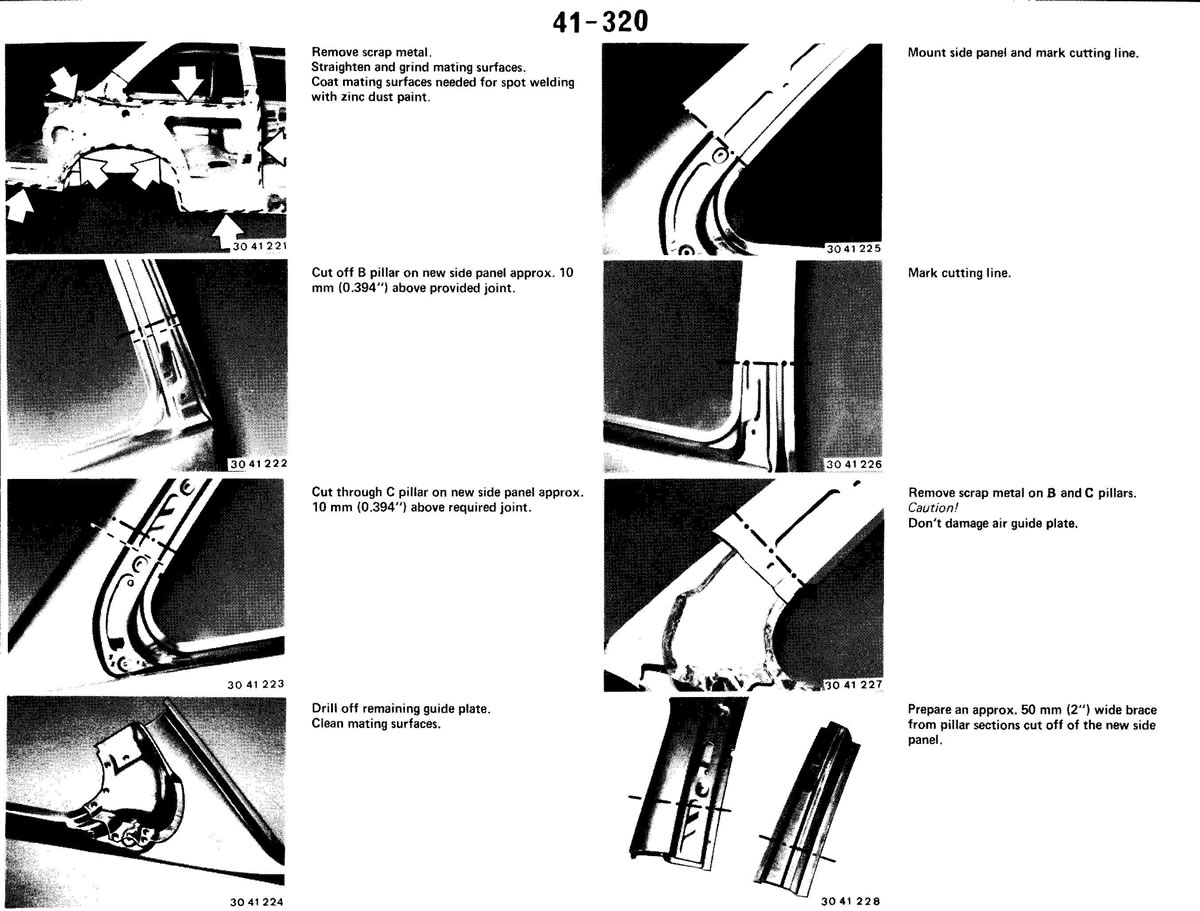 41-320
Remove scrap metal.
Straighten and grind mating surfaces.
Coat mating surfaces needed for spot welding
with zinc dust paint.
30 41 221
Cut off B pillar on new side panel approx. 10
mm (0.394") above provided joint.
30 41 222
Cut through C pillar on new side panel approx.
10 mm (0.394") above required joint.
30 41 223
Drill off remaining guide plate.
Clean mating surfaces.
30 41 224
Mount side panel and mark cutting line.
30 41 225
Mark cutting line.
30 41 226
Remove scrap metal on B and C pillars.
Caution!
Don't damage air guide plate.
30 41 227
Prepare an approx. 50 mm (2") wide brace
from pillar sections cut off of the new side
panel.
30 41 228